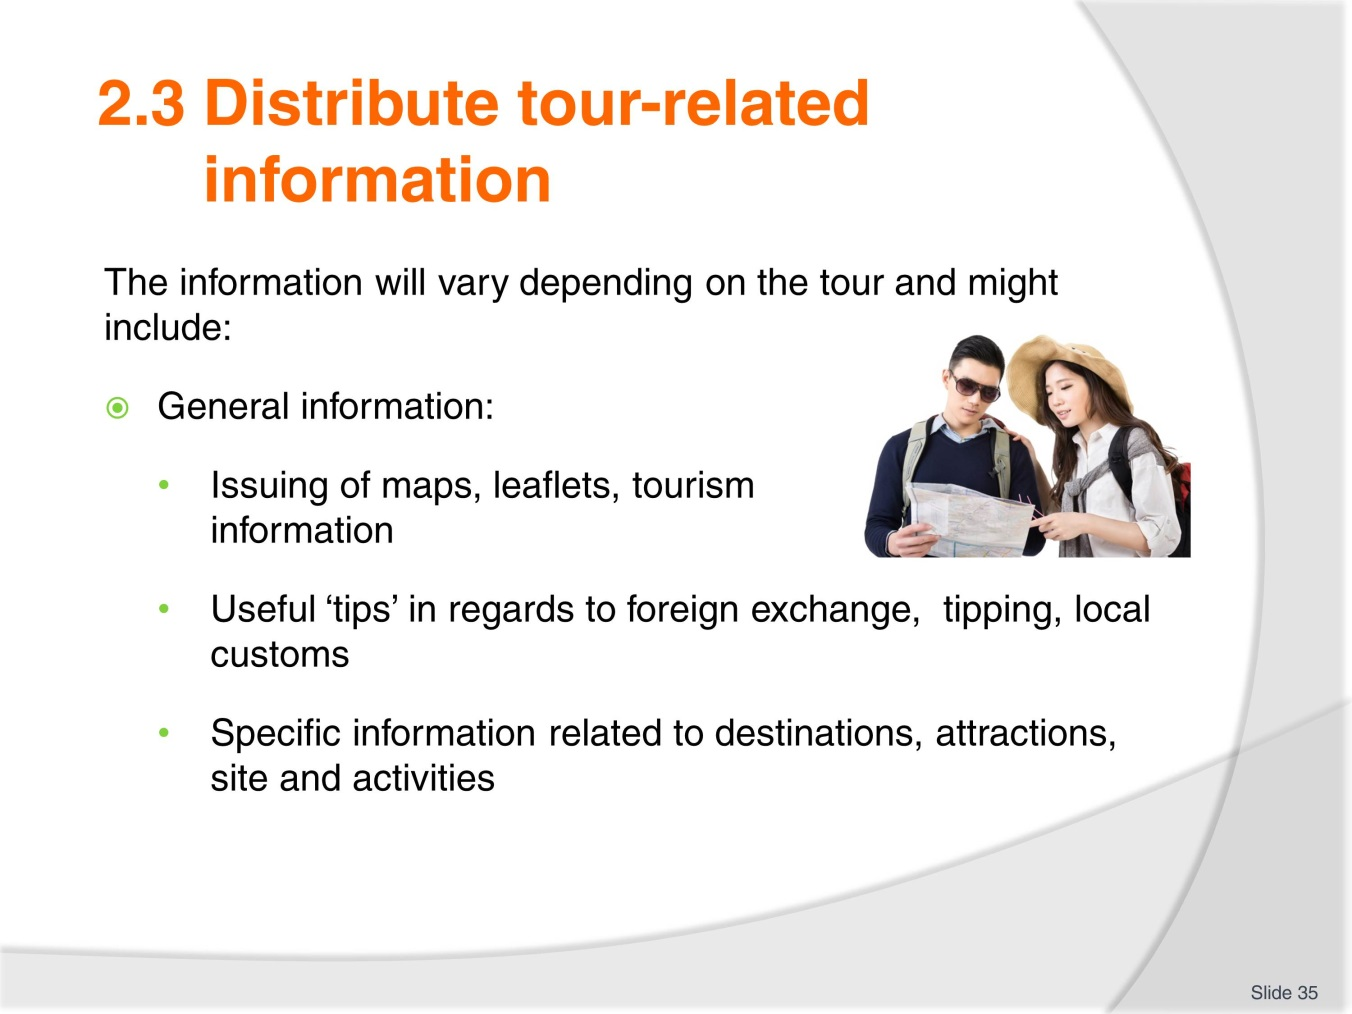 2.3 Distribute tour-related
information
The information will vary depending on the tour and might
include:
General information:
• Issuing of maps, leaflets, tourism
information
• Useful ‘tips’ in regards to foreign exchange,  tipping, local
customs
• Specific information related to destinations, attractions,
site and activities
Slide 35